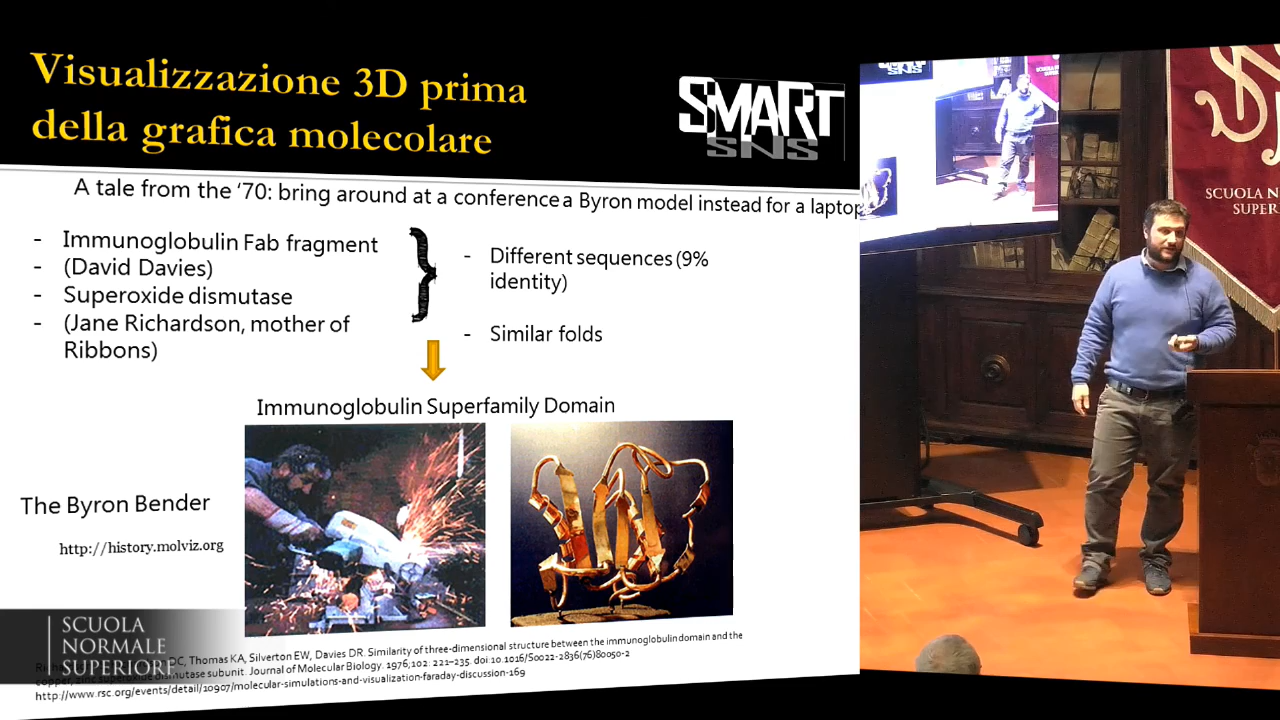 Visualizzazione 3D prima
della grafica molecolare
SMART
SNS
A tale from the '70: bring around at a conference a Byron model instead for a laptop
- Immunoglobulin Fab fragment
- (David Davies)
- Superoxide dismutase
- (Jane Richardson, mother of
Ribbons)
- Different sequences (9%
identity)
- Similar folds
Immunoglobulin Superfamily Domain
The Byron Bender
http://history.molviz.org
DC, Thomas KA, Silverton EW, Davies DR. Similarity of three-dimensional structure between the immunoglobulin domain and the
copper, zinc superoxide dismutase subunit. Journal of Molecular Biology. 1976;102: 221–235. doi:10.1016/S0022-2836(76)80050-2
http://www.rsc.org/events/detail/10907/molecular-simulations-and-visualization-faraday-discussion-169
SCUOLA
NORMALE
SUPERIORE
SNS
SCUOLA N
SUPER